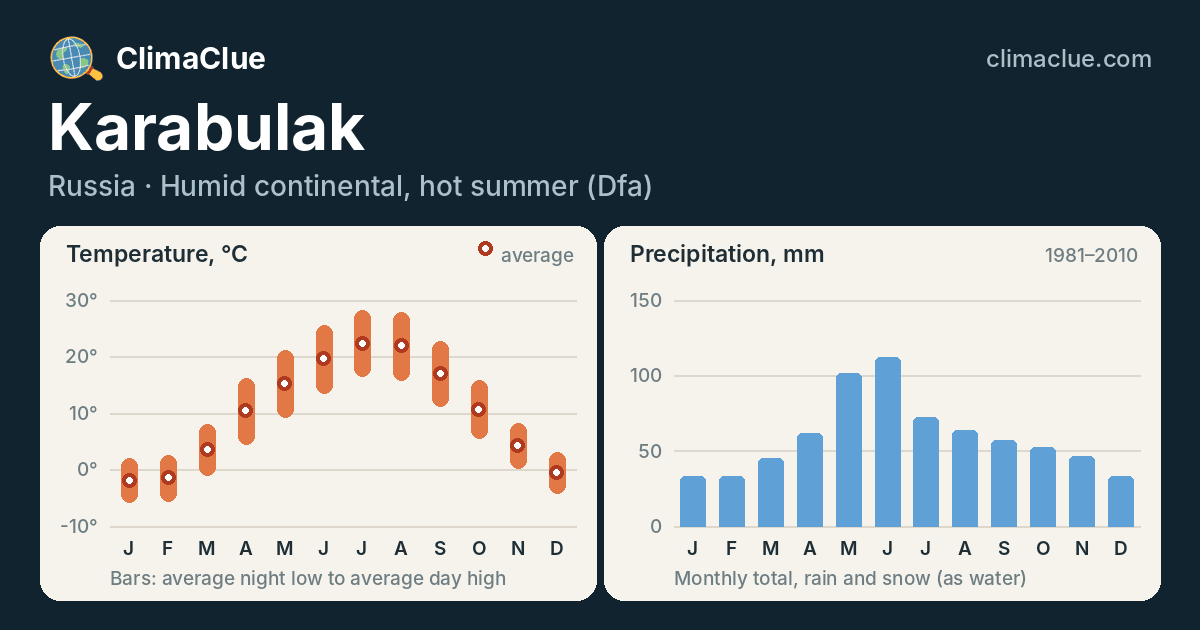 ClimaClue
climaclue.com
Karabulak
Russia · Humid continental, hot summer (Dfa)
Temperature, °C
average
30°
20°
10°
0°
-10°
J F M A M J J A S O N D
Bars: average night low to average day high
Precipitation, mm
1981–2010
150
100
50
0
J F M A M J J A S O N D
Monthly total, rain and snow (as water)